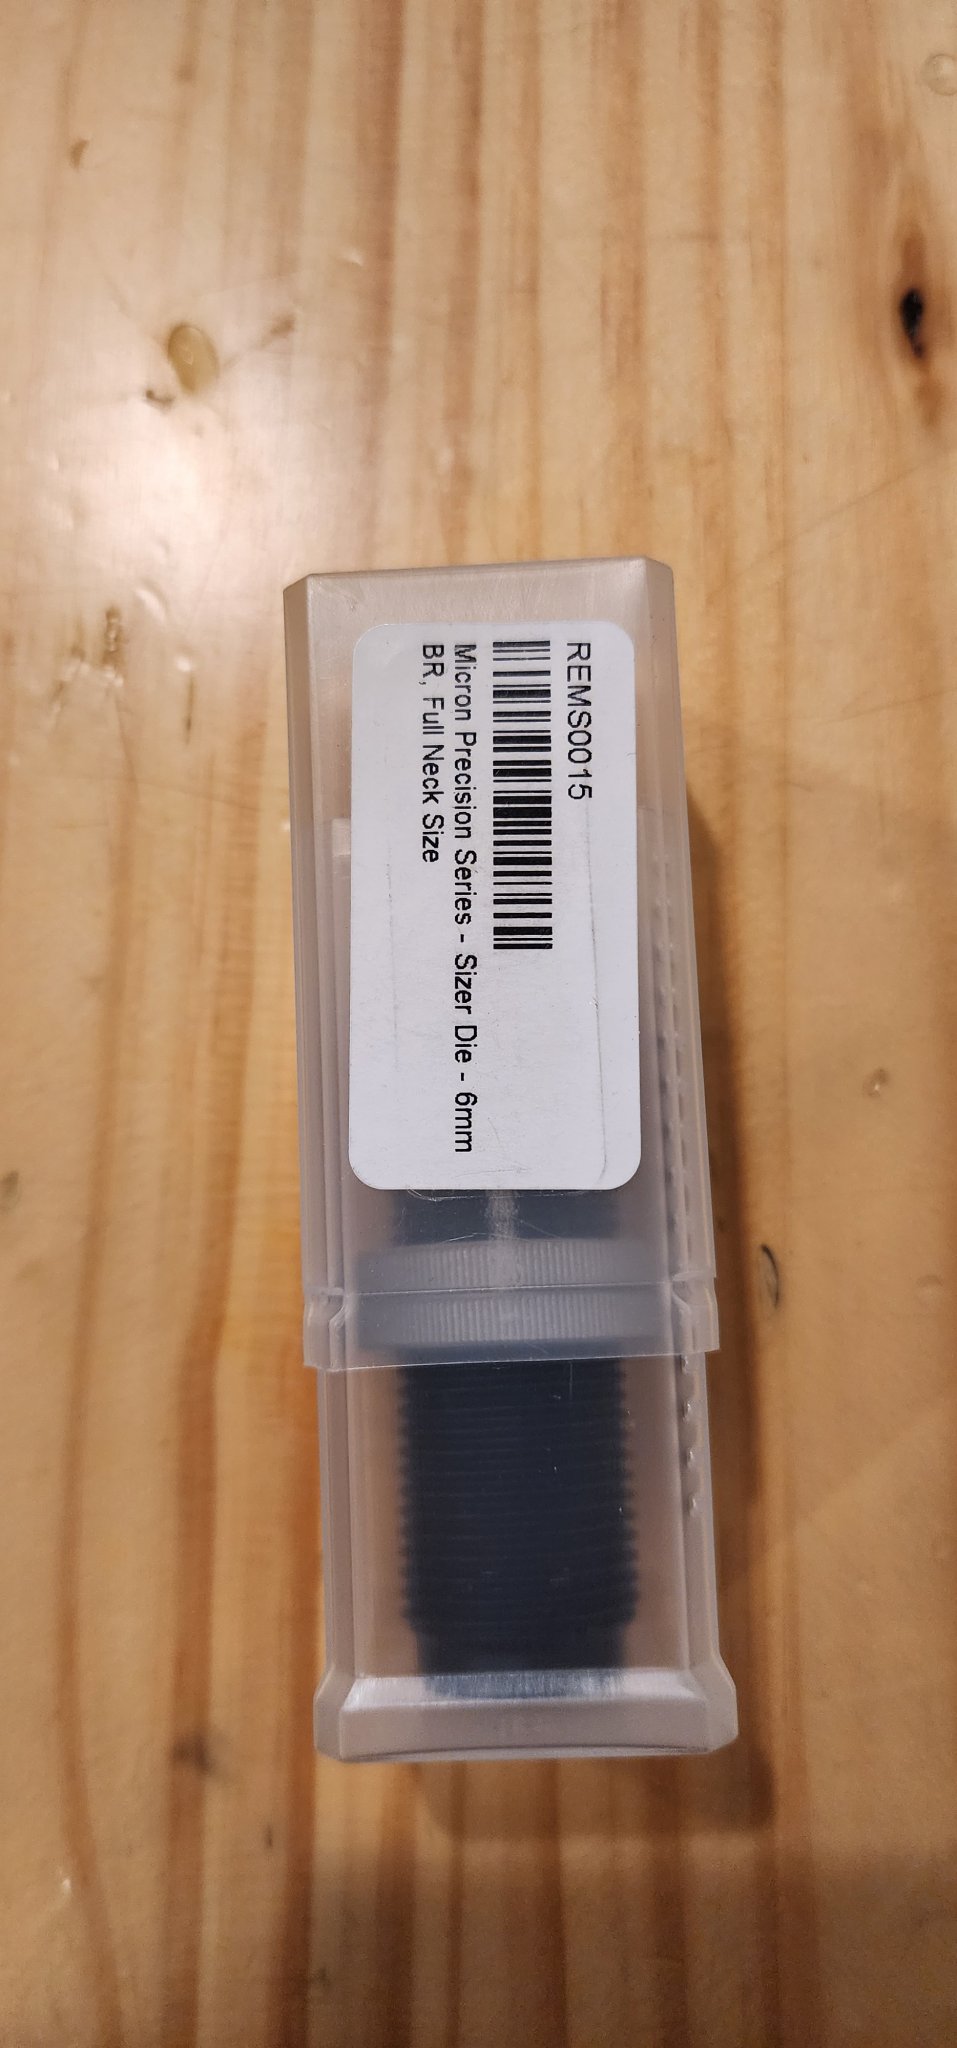 REMS0015
Micron Precision Series - Sizer Die - 6mm
BR, Full Neck Size